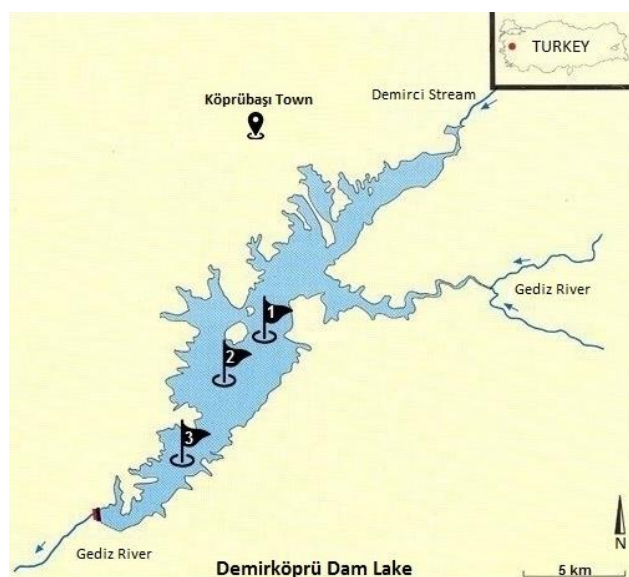 TURKEY
Köprübaşı Town
Demirci Stream
Gediz River
1
2
3
Gediz River
Demirköprü Dam Lake
N
5 km